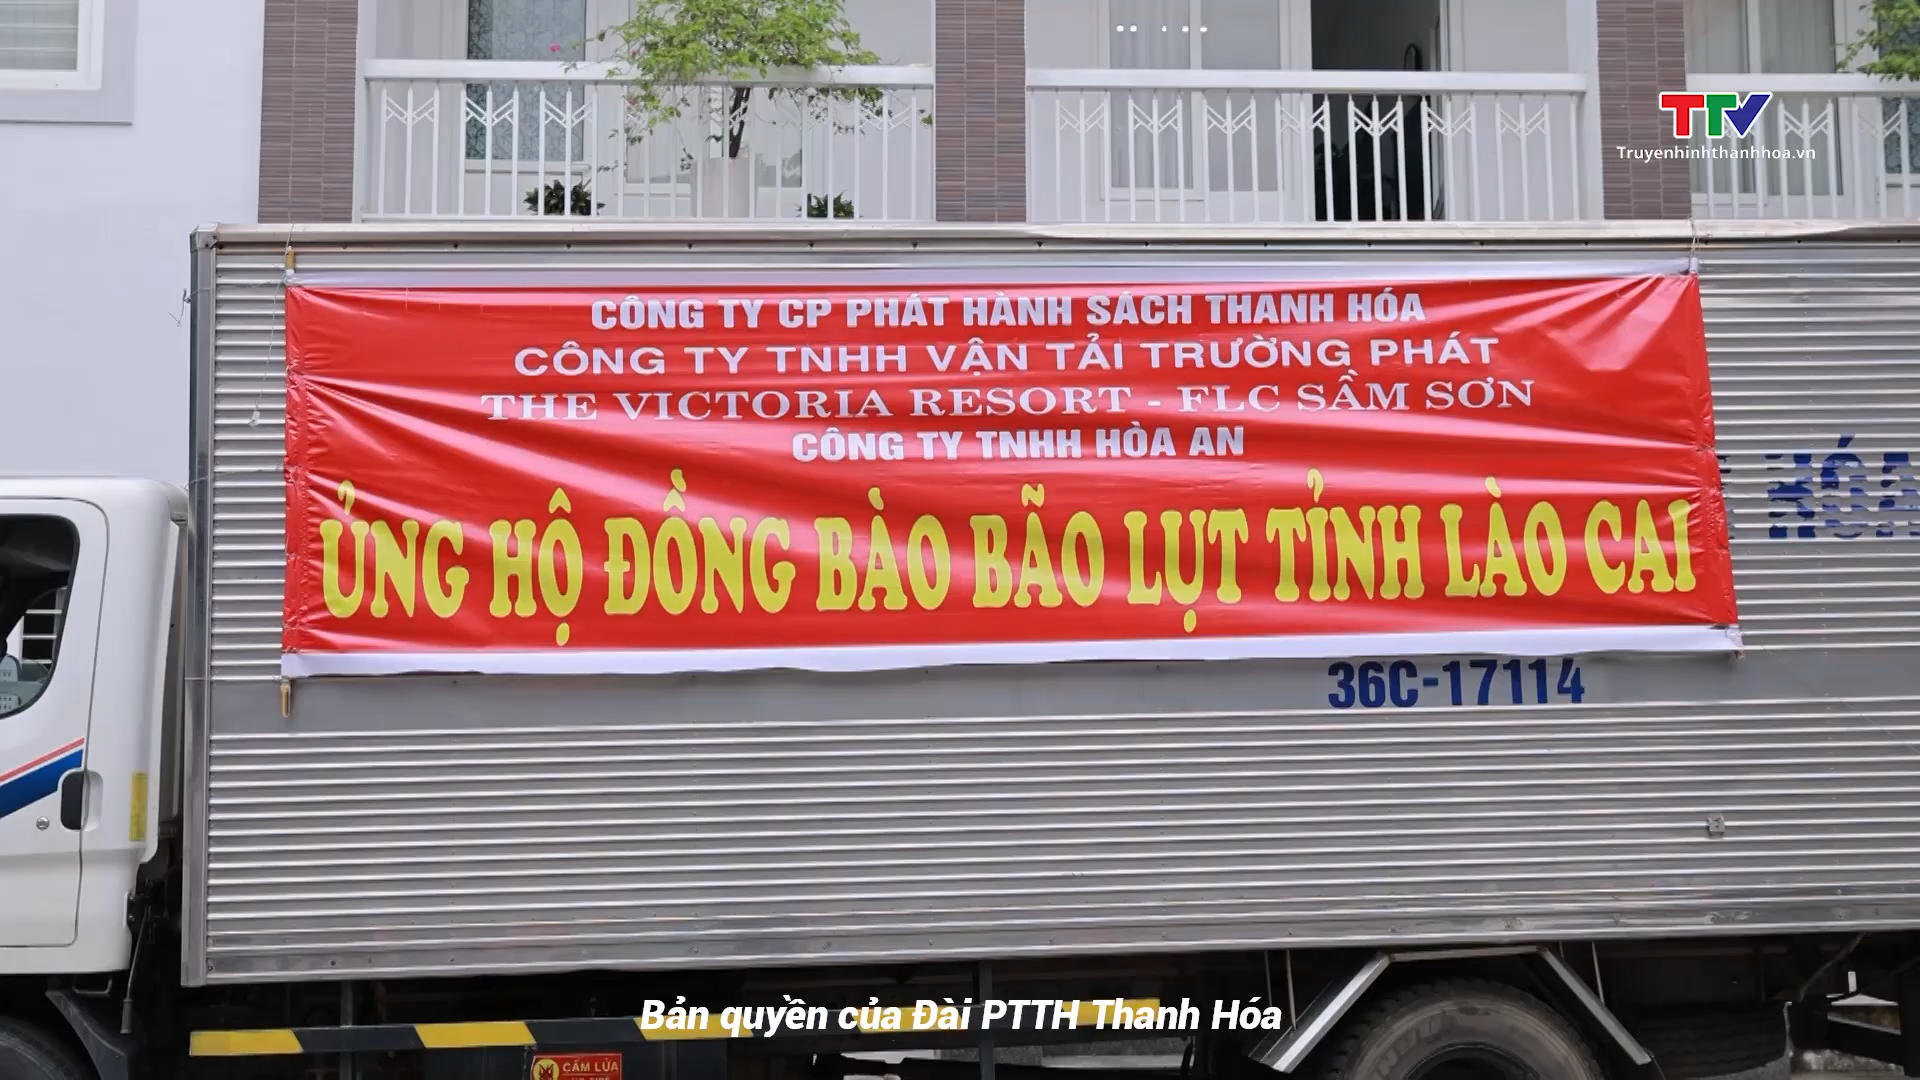 TTV
Truyenhinhthanhhoa.vn
CÔNG TY CP PHÁT HÀNH SÁCH THANH HÓA
CÔNG TY TNHH VẬN TẢI TRƯỜNG PHÁT
THE VICTORIA RESORT - FLC SẦM SƠN
CÔNG TY TNHH HÒA AN
ỦNG HỘ ĐỒNG BÀO BÃO LỤT TỈNH LÀO CAI
HÓA
36C-17114
Bản quyền của Đài PTTH Thanh Hóa
CẤM LỬA